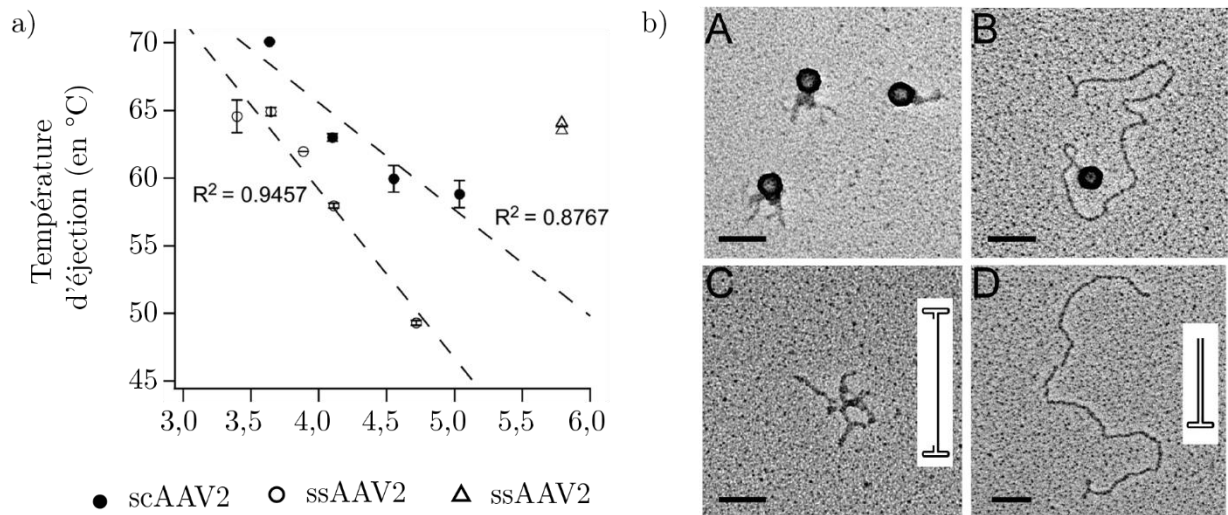 a)
Température
d'éjection (en °C)
70
65
60
55
50
45
R² = 0.9457
R² = 0.8767
3,0 3,5 4,0 4,5 5,0 5,5 6,0
scAAV2 ssAAV2 ssAAV2
b)
A
B
C
D